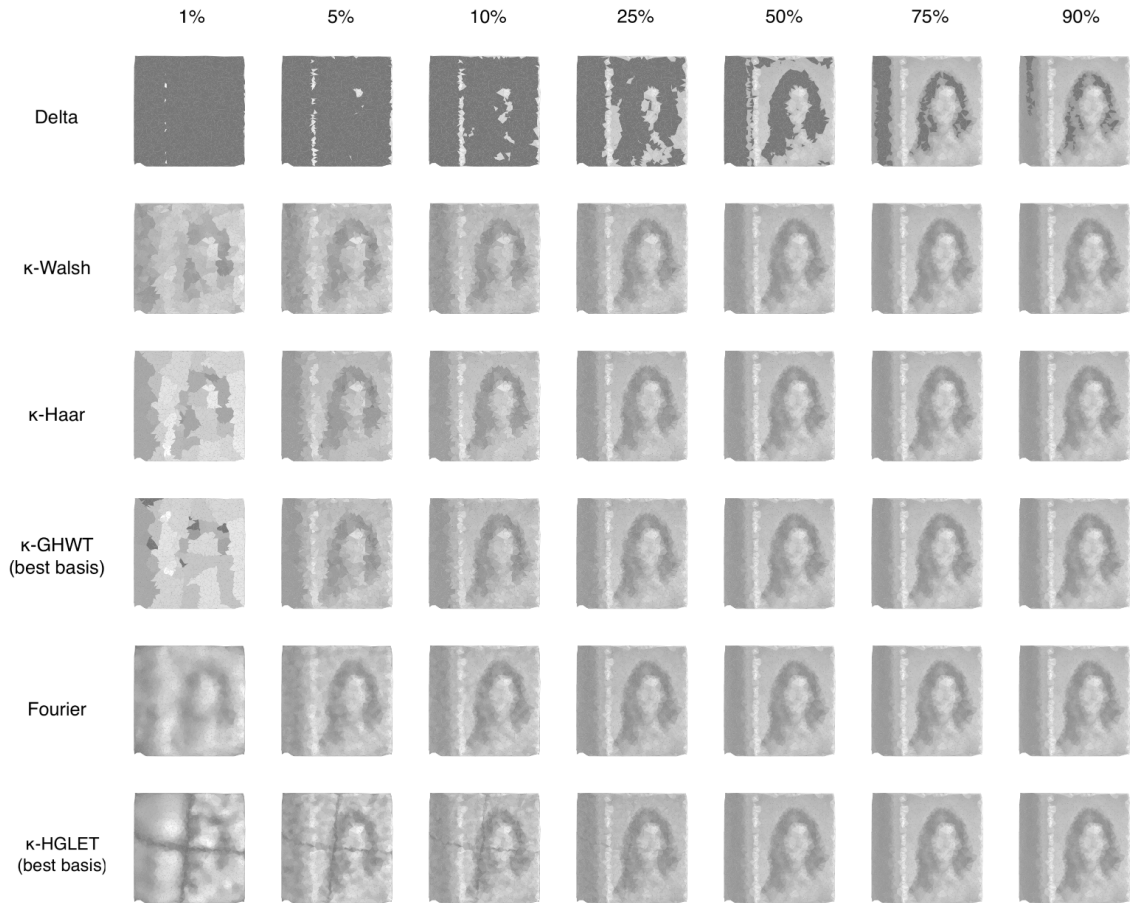 1% 5% 10% 25% 50% 75% 90%
Delta
κ-Walsh
κ-Haar
κ-GHWT
(best basis)
Fourier
κ-HGLET
(best basis)